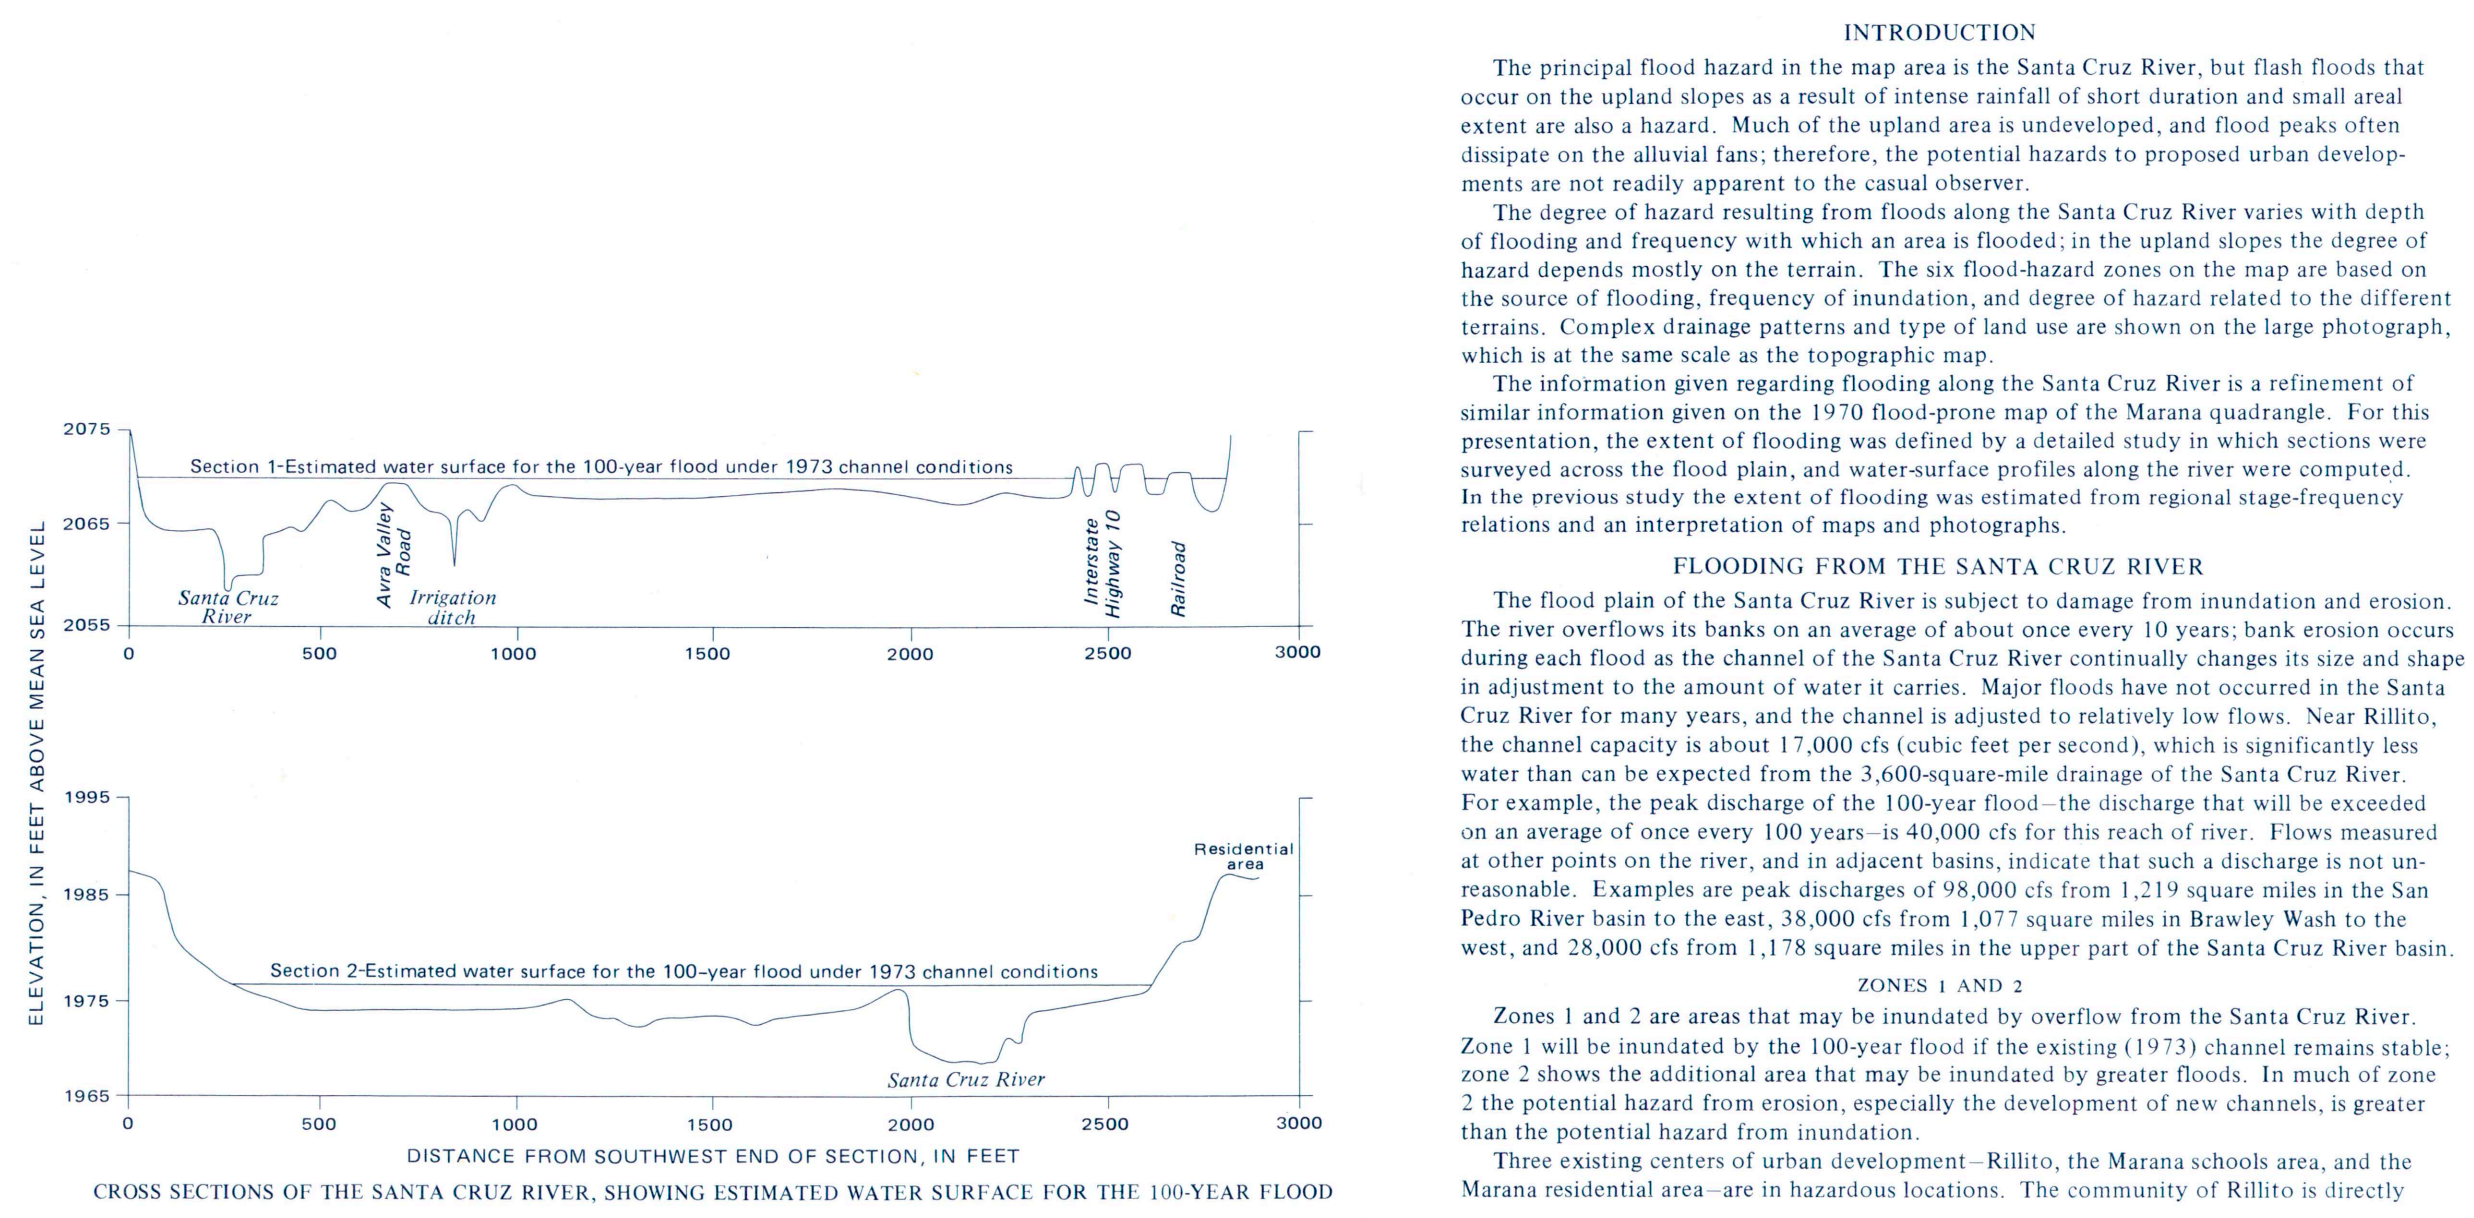 2075
Section 1-Estimated water surface for the 100-year flood under 1973 channel conditions
2065
Avra Valley
Road
Interstate
Highway 10
Railroad
Santa Cruz
River
Irrigation
ditch
2055
0
500
1000
1500
2000
2500
3000
ELEVATION, IN FEET ABOVE MEAN SEA LEVEL
1995
Residential
area
1985
Section 2-Estimated water surface for the 100-year flood under 1973 channel conditions
1975
Santa Cruz River
1965
0
500
1000
1500
2000
2500
3000
DISTANCE FROM SOUTHWEST END OF SECTION, IN FEET
CROSS SECTIONS OF THE SANTA CRUZ RIVER, SHOWING ESTIMATED WATER SURFACE FOR THE 100-YEAR FLOOD
INTRODUCTION
The principal flood hazard in the map area is the Santa Cruz River, but flash floods that
occur on the upland slopes as a result of intense rainfall of short duration and small areal
extent are also a hazard. Much of the upland area is undeveloped, and flood peaks often
dissipate on the alluvial fans; therefore, the potential hazards to proposed urban develop-
ments are not readily apparent to the casual observer.
The degree of hazard resulting from floods along the Santa Cruz River varies with depth
of flooding and frequency with which an area is flooded; in the upland slopes the degree of
hazard depends mostly on the terrain. The six flood-hazard zones on the map are based on
the source of flooding, frequency of inundation, and degree of hazard related to the different
terrains. Complex drainage patterns and type of land use are shown on the large photograph,
which is at the same scale as the topographic map.
The information given regarding flooding along the Santa Cruz River is a refinement of
similar information given on the 1970 flood-prone map of the Marana quadrangle. For this
presentation, the extent of flooding was defined by a detailed study in which sections were
surveyed across the flood plain, and water-surface profiles along the river were computed.
In the previous study the extent of flooding was estimated from regional stage-frequency
relations and an interpretation of maps and photographs.
FLOODING FROM THE SANTA CRUZ RIVER
The flood plain of the Santa Cruz River is subject to damage from inundation and erosion.
The river overflows its banks on an average of about once every 10 years; bank erosion occurs
during each flood as the channel of the Santa Cruz River continually changes its size and shape
in adjustment to the amount of water it carries. Major floods have not occurred in the Santa
Cruz River for many years, and the channel is adjusted to relatively low flows. Near Rillito,
the channel capacity is about 17,000 cfs (cubic feet per second), which is significantly less
water than can be expected from the 3,600-square-mile drainage of the Santa Cruz River.
For example, the peak discharge of the 100-year flood—the discharge that will be exceeded
on an average of once every 100 years—is 40,000 cfs for this reach of river. Flows measured
at other points on the river, and in adjacent basins, indicate that such a discharge is not un-
reasonable. Examples are peak discharges of 98,000 cfs from 1,219 square miles in the San
Pedro River basin to the east, 38,000 cfs from 1,077 square miles in Brawley Wash to the
west, and 28,000 cfs from 1,178 square miles in the upper part of the Santa Cruz River basin.
ZONES 1 AND 2
Zones 1 and 2 are areas that may be inundated by overflow from the Santa Cruz River.
Zone 1 will be inundated by the 100-year flood if the existing (1973) channel remains stable;
zone 2 shows the additional area that may be inundated by greater floods. In much of zone
2 the potential hazard from erosion, especially the development of new channels, is greater
than the potential hazard from inundation.
Three existing centers of urban development—Rillito, the Marana schools area, and the
Marana residential area—are in hazardous locations. The community of Rillito is directly